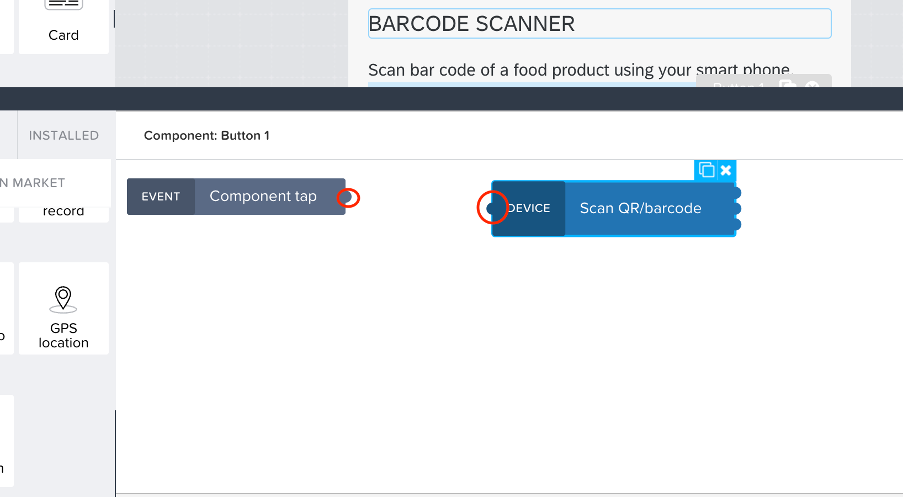 Card
BARCODE SCANNER
Scan bar code of a food product using your smart phone
INSTALLED
Component: Button 1
N MARKET
record
EVENT
Component tap
DEVICE
Scan QR/barcode
GPS
location